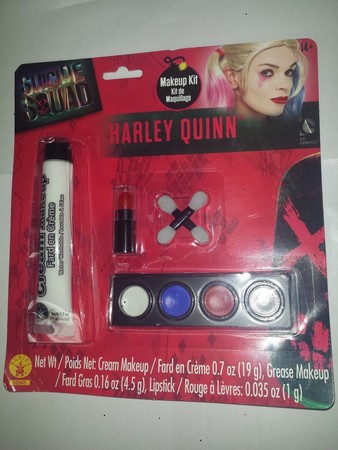 SUICIDE
SQUAD
14+
Makeup Kit
Kit de
Maquillage
HARLEY QUINN
Cream Makeup
Fard en Crème
Net Wt / Poids Net: Cream Makeup / Fard en Crème 0.7 oz (19 g), Grease Makeup
/ Fard Gras 0.16 oz (4.5 g), Lipstick / Rouge à Lèvres: 0.035 oz (1 g)